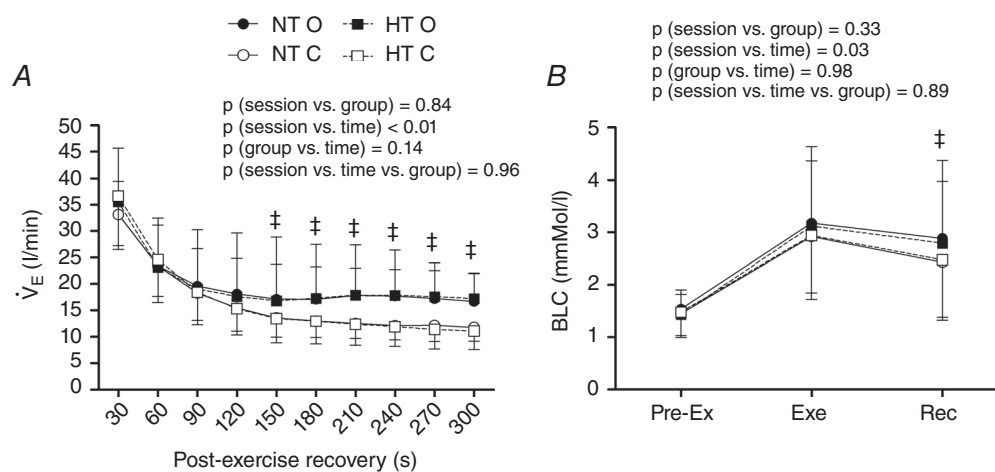 NT O HT O
NT C HT C
A
p (session vs. group) = 0.84
p (session vs. time) < 0.01
p (group vs. time) = 0.14
p (session vs. time vs. group) = 0.96
50
45
40
35
30
25
20
15
10
5
0
V̇E (l/min)
‡ ‡ ‡ ‡ ‡ ‡
30 60 90 120 150 180 210 240 270 300
Post-exercise recovery (s)
B
p (session vs. group) = 0.33
p (session vs. time) = 0.03
p (group vs. time) = 0.98
p (session vs. time vs. group) = 0.89
5
4
3
2
1
0
BLC (mmMol/l)
‡
Pre-Ex Exe Rec